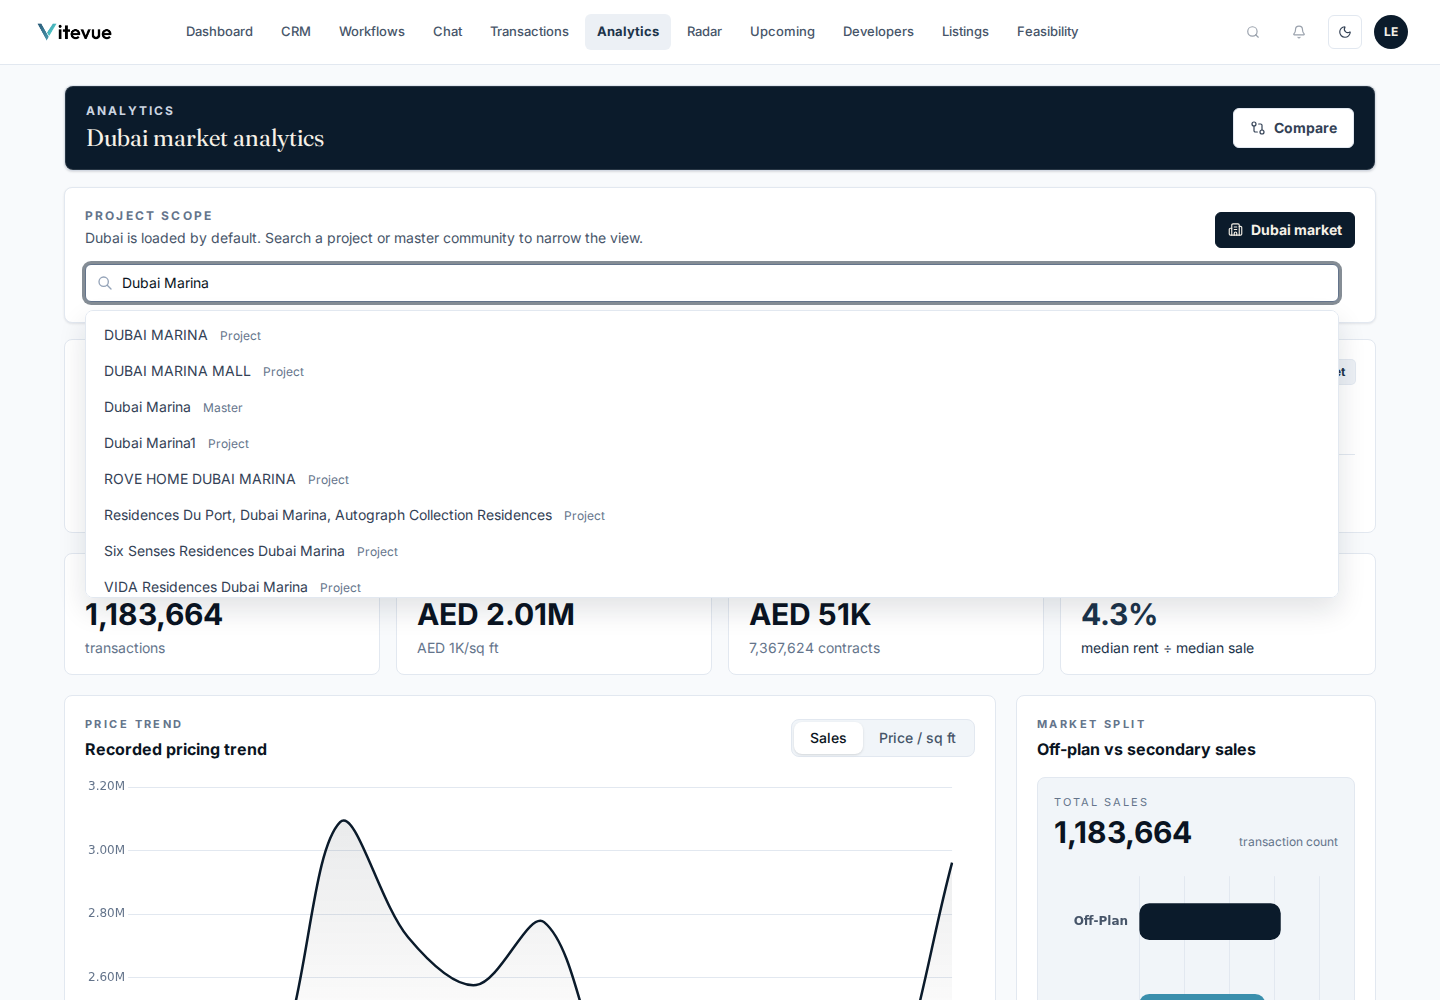 Vitevue
Dashboard CRM Workflows Chat Transactions Analytics Radar Upcoming Developers Listings Feasibility LE
ANALYTICS
Dubai market analytics
Compare
PROJECT SCOPE
Dubai is loaded by default. Search a project or master community to narrow the view.
Dubai market
Dubai Marina
DUBAI MARINA Project
DUBAI MARINA MALL Project
Dubai Marina Master
Dubai Marina1 Project
ROVE HOME DUBAI MARINA Project
Residences Du Port, Dubai Marina, Autograph Collection Residences Project
Six Senses Residences Dubai Marina Project
VIDA Residences Dubai Marina Project
1,183,664
transactions
AED 2.01M
AED 1K/sq ft
AED 51K
7,367,624 contracts
4.3%
median rent ÷ median sale
PRICE TREND
Recorded pricing trend
Sales Price / sq ft
3.20M
3.00M
2.80M
2.60M
MARKET SPLIT
Off-plan vs secondary sales
TOTAL SALES
1,183,664
transaction count
Off-Plan